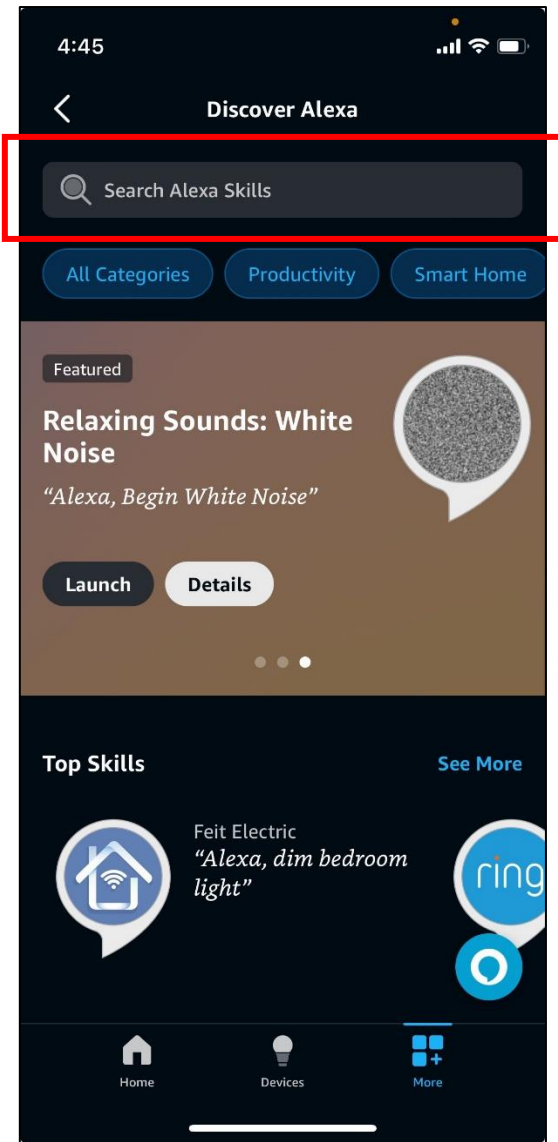 4:45
Discover Alexa
Search Alexa Skills
All Categories
Productivity
Smart Home
Featured
Relaxing Sounds: White
Noise
“Alexa, Begin White Noise”
Launch
Details
Top Skills
See More
Feit Electric
“Alexa, dim bedroom
light”
ring
Home
Devices
More